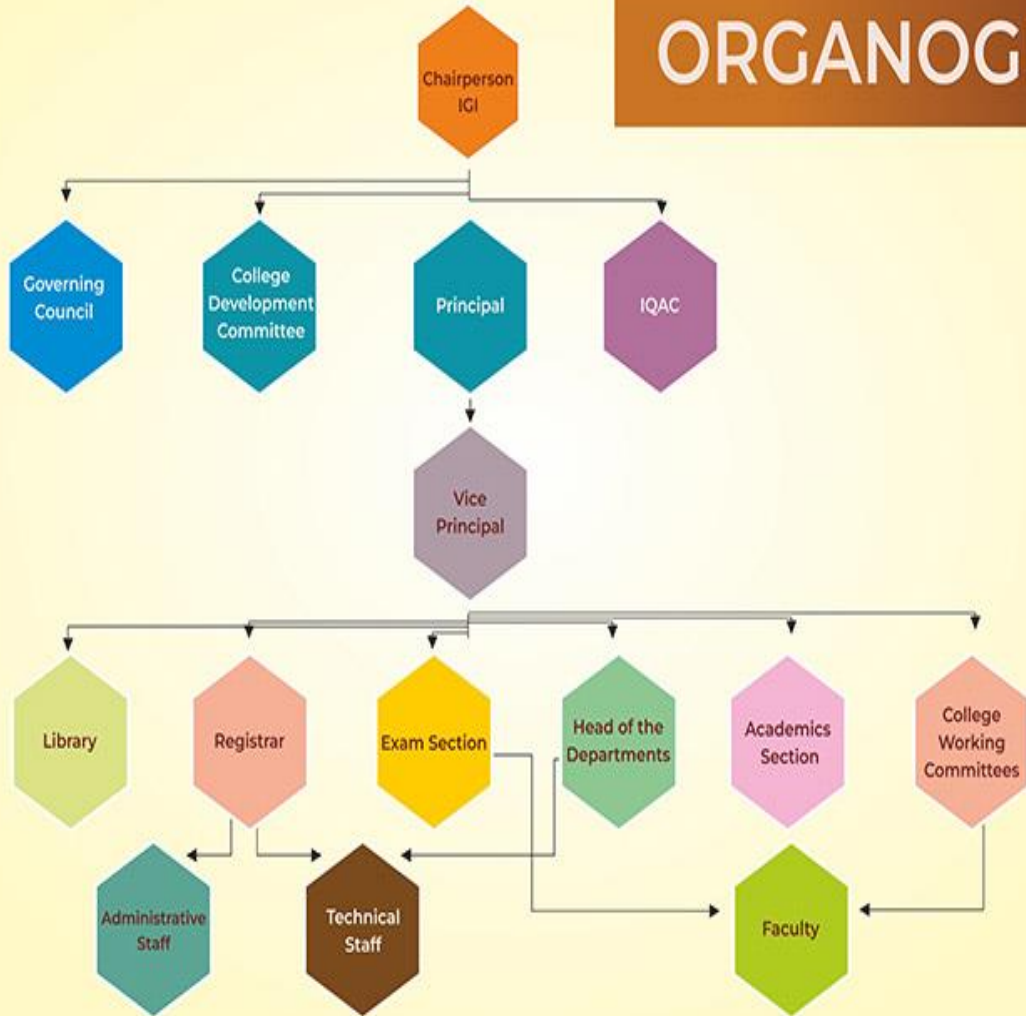 ORGANOG
Chairperson
IGI
Governing
Council
College
Development
Committee
Principal
IQAC
Vice
Principal
Library
Registrar
Exam Section
Head of the
Departments
Academics
Section
College
Working
Committees
Administrative
Staff
Technical
Staff
Faculty